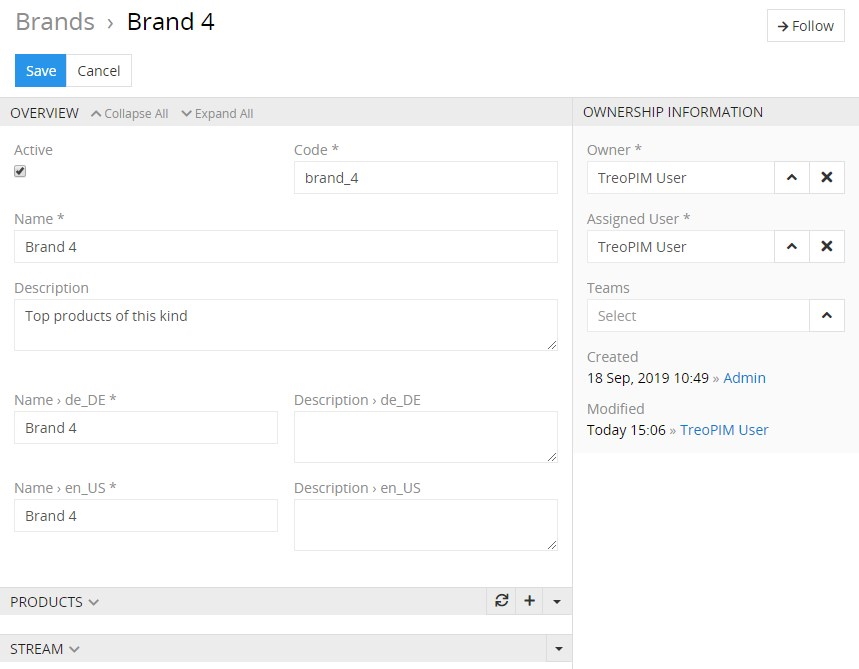 Brands › Brand 4
Follow
Save Cancel
OVERVIEW Collapse All Expand All
Active
Code *
brand_4
Name *
Brand 4
Description
Top products of this kind
Name › de_DE *
Description › de_DE
Brand 4
Name › en_US *
Description › en_US
Brand 4
PRODUCTS
STREAM
OWNERSHIP INFORMATION
Owner *
TreoPIM User
Assigned User *
TreoPIM User
Teams
Select
Created
18 Sep, 2019 10:49 » Admin
Modified
Today 15:06 » TreoPIM User